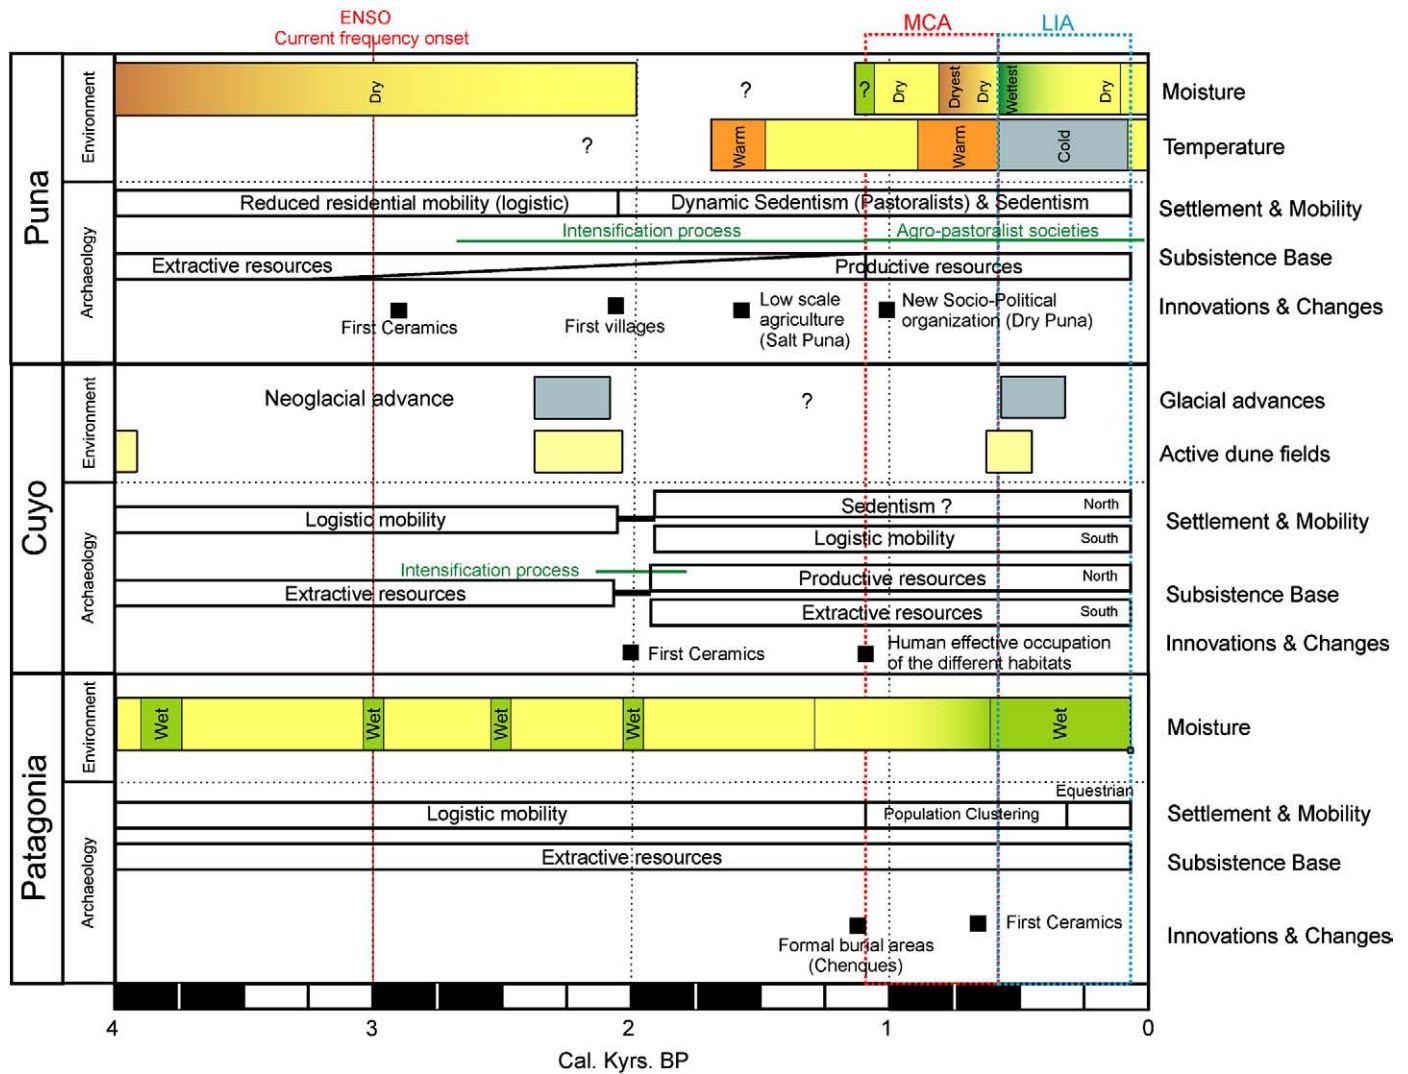 ENSO
Current frequency onset
MCA
LIA
Puna
Environment
Dry
?
?
Dry
Dryest
Dry
Wettest
Dry
Moisture
?
Warm
Warm
Cold
Temperature
Archaeology
Reduced residential mobility (logistic)
Dynamic Sedentism (Pastoralists) & Sedentism
Settlement & Mobility
Intensification process
Agro-pastoralist societies
Extractive resources
Productive resources
Subsistence Base
First Ceramics
First villages
Low scale
agriculture
(Salt Puna)
New Socio-Political
organization (Dry Puna)
Innovations & Changes
Cuyo
Environment
Neoglacial advance
?
Glacial advances
Active dune fields
Archaeology
Logistic mobility
Sedentism ?
North
Logistic mobility
South
Settlement & Mobility
Intensification process
Extractive resources
Productive resources
North
Extractive resources
South
Subsistence Base
First Ceramics
Human effective occupation
of the different habitats
Innovations & Changes
Patagonia
Environment
Wet
Wet
Wet
Wet
Wet
Moisture
Archaeology
Equestrian
Logistic mobility
Population Clustering
Settlement & Mobility
Extractive resources
Subsistence Base
Formal burial areas
(Chenques)
First Ceramics
Innovations & Changes
4
3
2
1
0
Cal. Kyrs. BP